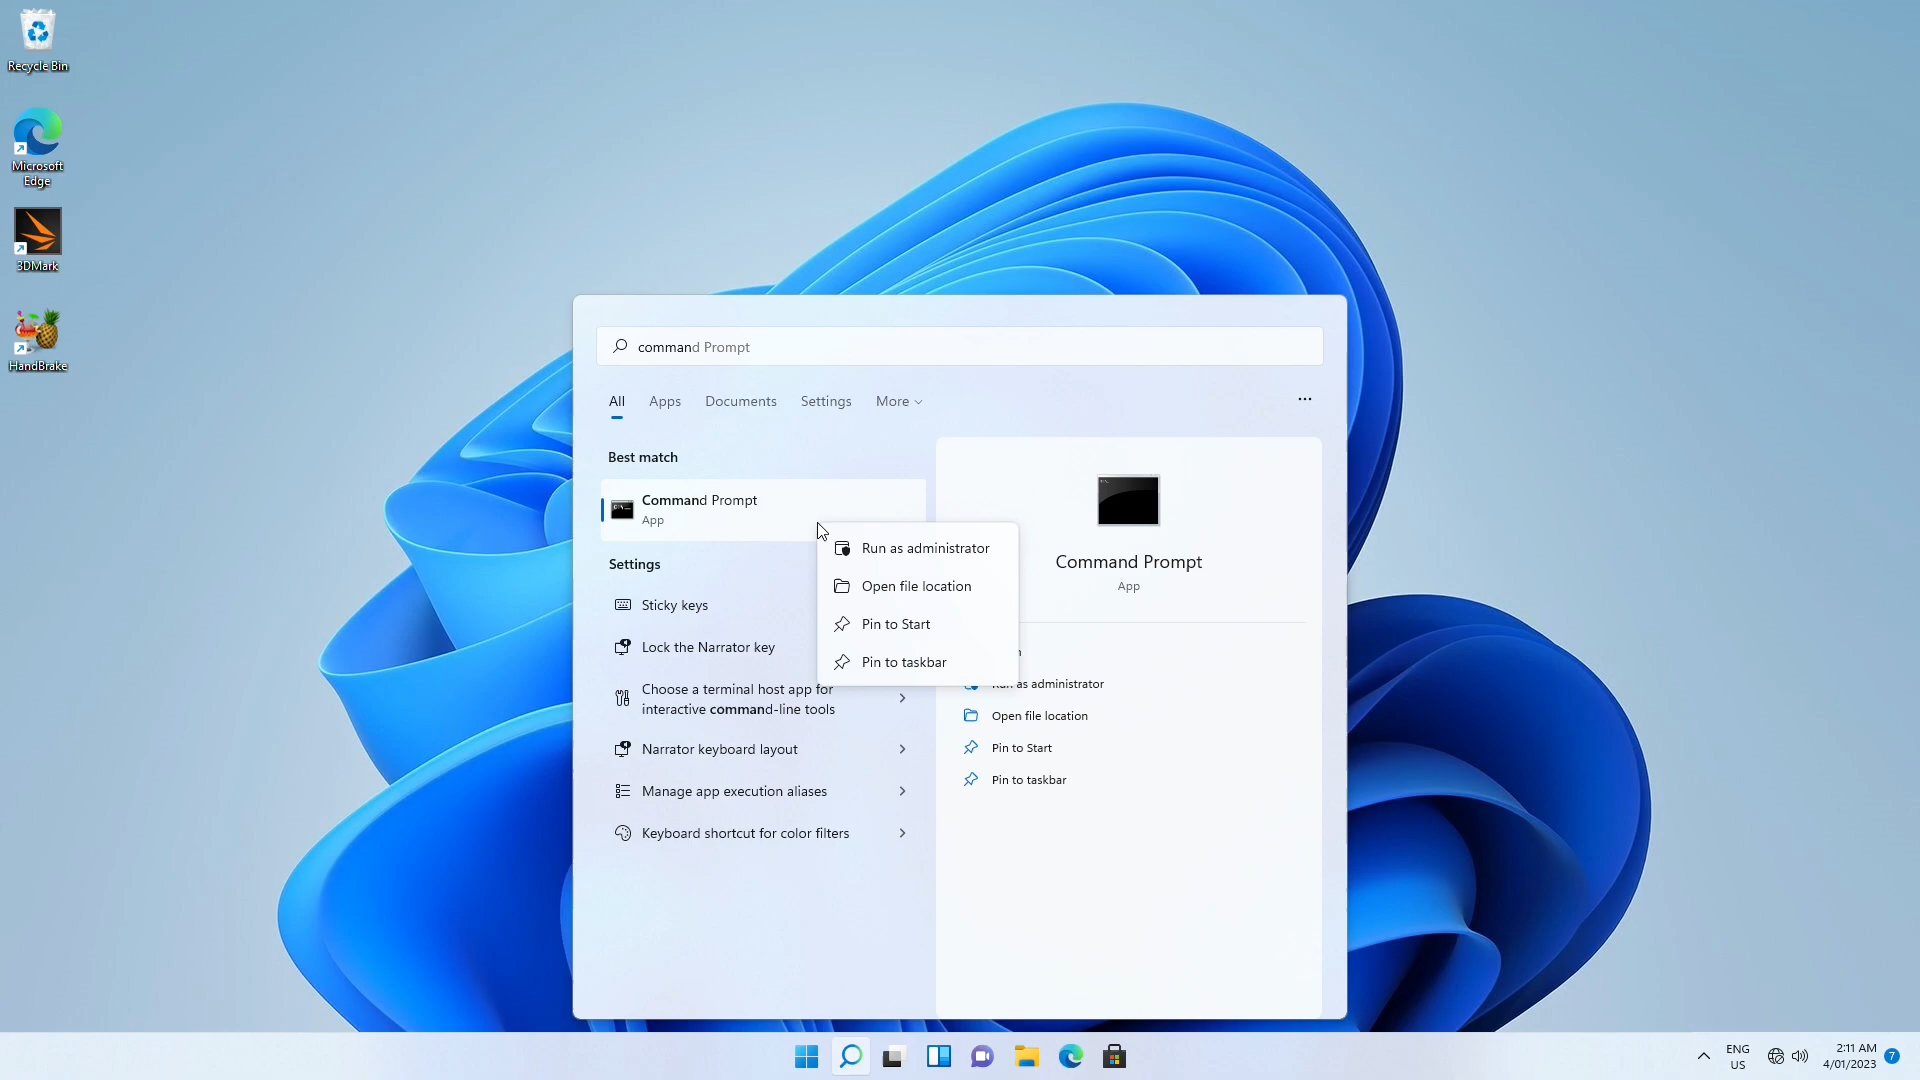 Recycle Bin
Microsoft
Edge
3DMark
HandBrake
command Prompt
All Apps Documents Settings More
Best match
Command Prompt
App
Settings
Sticky keys
Lock the Narrator key
Choose a terminal host app for
interactive command-line tools
Narrator keyboard layout
Manage app execution aliases
Keyboard shortcut for color filters
Run as administrator
Open file location
Pin to Start
Pin to taskbar
Command Prompt
App
Run as administrator
Open file location
Pin to Start
Pin to taskbar
ENG
US
2:11 AM
4/01/2023
7